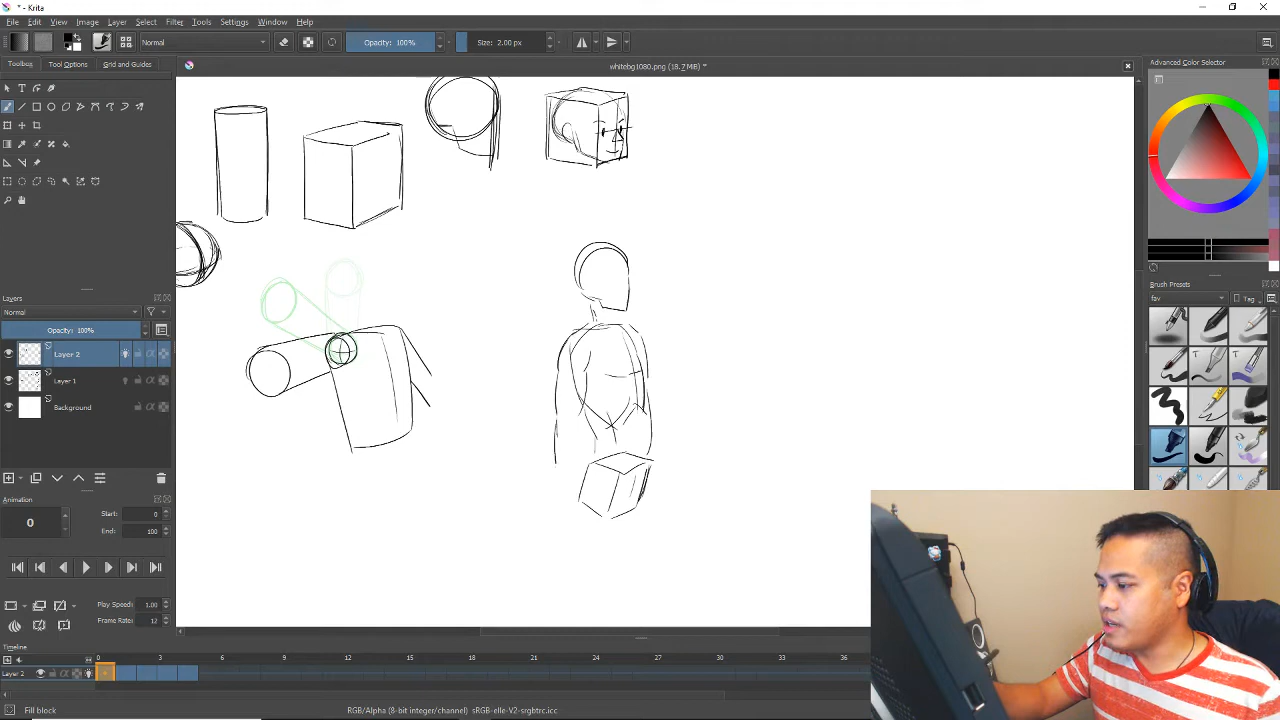 * - Krita
File Edit View Image Layer Select Filter Tools Settings Window Help
Normal Opacity: 100% Size: 2.00 px
Toolbox Tool Options Grid and Guides
whitebg1080.png (18.7 MiB) *
Advanced Color Selector
Brush Presets
fav Tag
Layers
Normal
Opacity: 100%
Layer 2
Layer 1
Background
Animation
0 Start: 0
End: 100
Play Speed: 1.00
Frame Rate: 12
Timeline
0 3 6 9 12 15 18 21 24 27 30 33 36
Layer 2
Fill block RGB/Alpha (8-bit integer/channel) sRGB-elle-V2-srgbtrc.icc